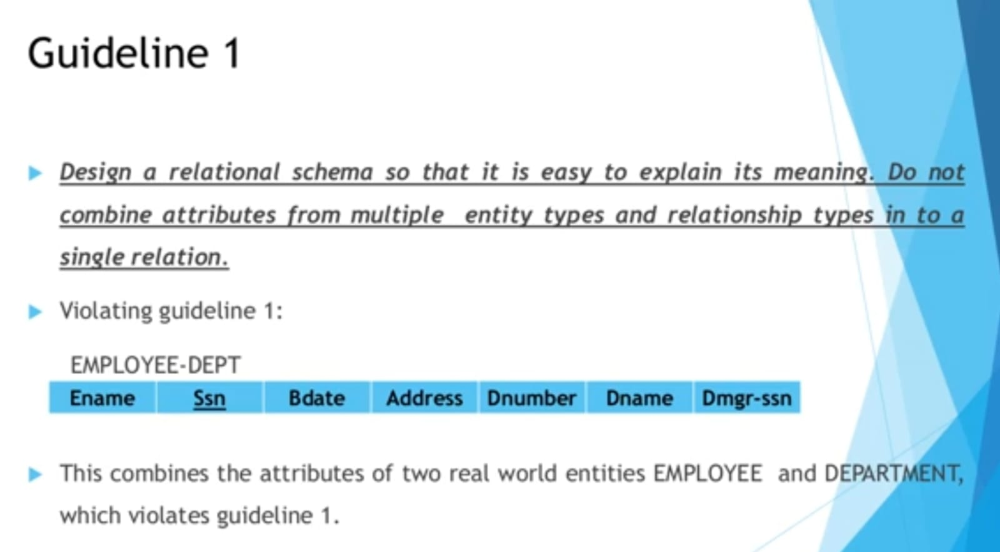 Guideline 1
Design a relational schema so that it is easy to explain its meaning. Do not
combine attributes from multiple entity types and relationship types in to a
single relation.
Violating guideline 1:
EMPLOYEE-DEPT
Ename Ssn Bdate Address Dnumber Dname Dmgr-ssn
This combines the attributes of two real world entities EMPLOYEE and DEPARTMENT,
which violates guideline 1.